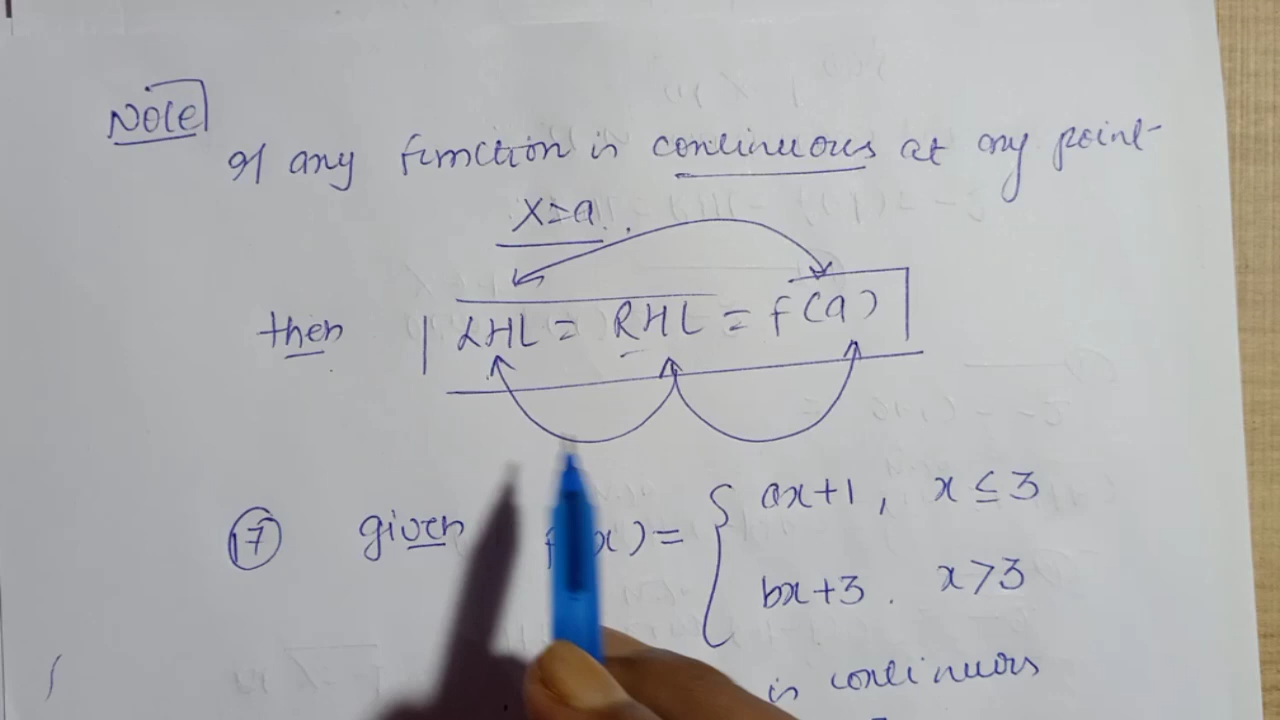 Note
If any function is continuous at any point
x=a
then LHL = RHL = f(a)
17 given f(x) = { ax+1, x ≤ 3
bx+3. x>3
is continuous